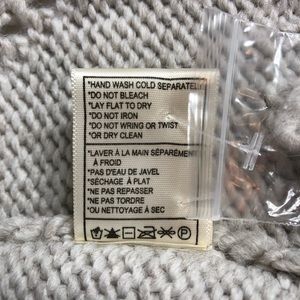 *HAND WASH COLD SEPARATELY
*DO NOT BLEACH
*LAY FLAT TO DRY
*DO NOT IRON
*DO NOT WRING OR TWIST
*OR DRY CLEAN
*LAVER À LA MAIN SÉPARÉMENT
À FROID
*PAS D'EAU DE JAVEL
*SÉCHAGE À PLAT
*NE PAS REPASSER
*NE PAS TORDRE
*OU NETTOYAGE À SEC
P